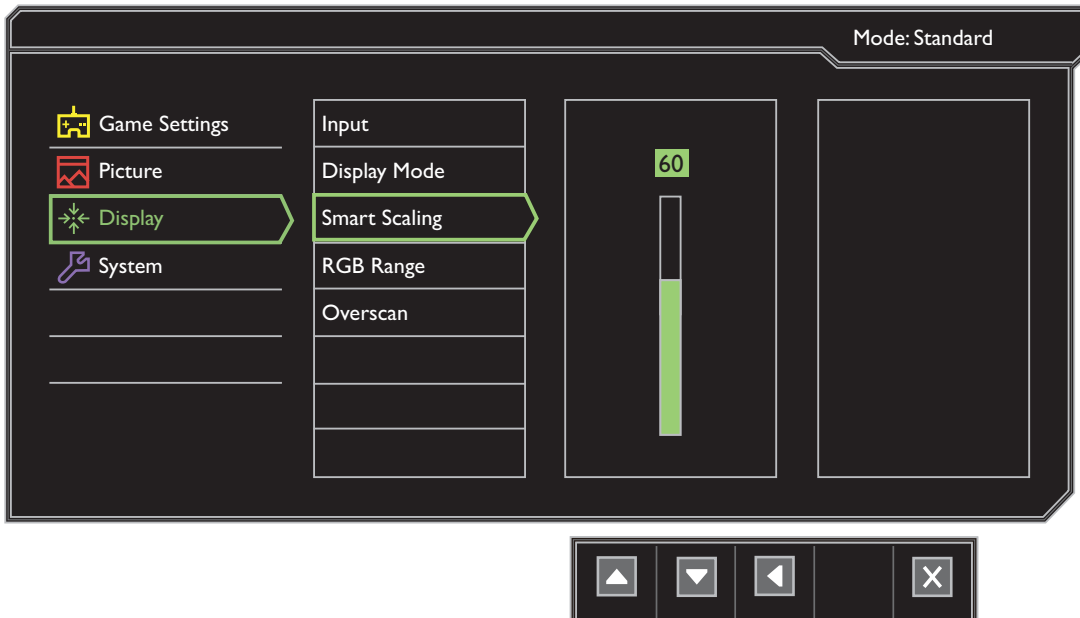 Mode: Standard
Game Settings
Picture
Display
System
Input
Display Mode
Smart Scaling
RGB Range
Overscan
60